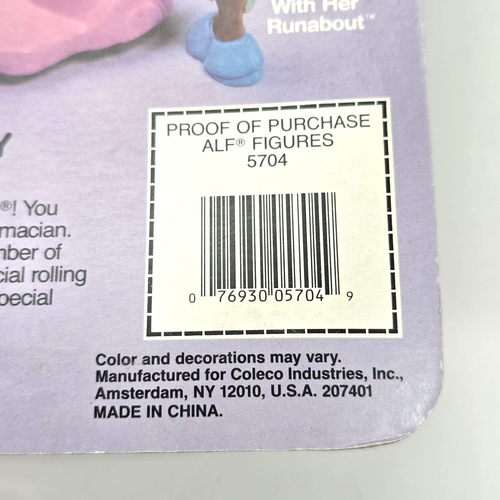 With Her
Runabout™
PROOF OF PURCHASE
ALF® FIGURES
5704
Y
®! You
macian.
nber of
cial rolling
pecial
0 76930 05704 9
Color and decorations may vary.
Manufactured for Coleco Industries, Inc.,
Amsterdam, NY 12010, U.S.A. 207401
MADE IN CHINA.